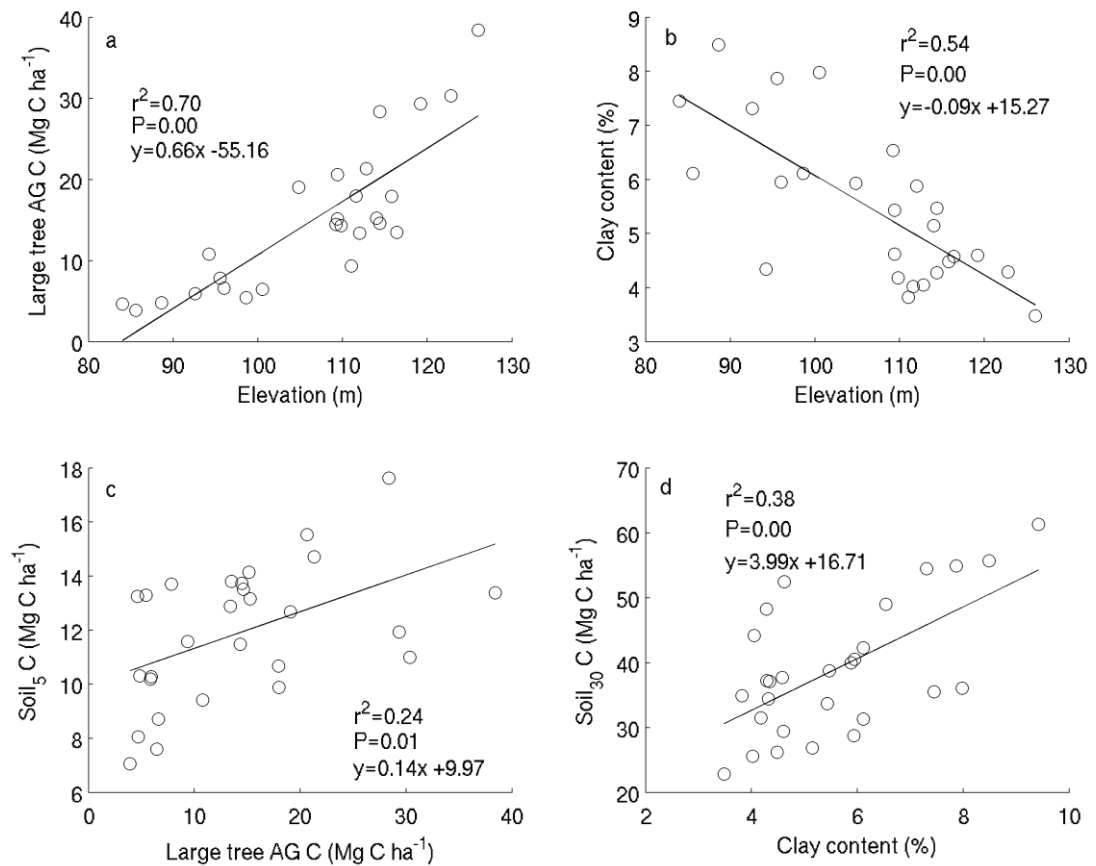 a
r²=0.70
P=0.00
y=0.66x -55.16
Large tree AG C (Mg C ha⁻¹)
40
30
20
10
0
80
90
100
110
120
130
Elevation (m)
b
r²=0.54
P=0.00
y=-0.09x +15.27
Clay content (%)
9
8
7
6
5
4
3
80
90
100
110
120
130
Elevation (m)
c
r²=0.24
P=0.01
y=0.14x +9.97
Soil₅ C (Mg C ha⁻¹)
18
16
14
12
10
8
6
0
10
20
30
40
Large tree AG C (Mg C ha⁻¹)
d
r²=0.38
P=0.00
y=3.99x +16.71
Soil₃₀ C (Mg C ha⁻¹)
70
60
50
40
30
20
2
4
6
8
10
Clay content (%)